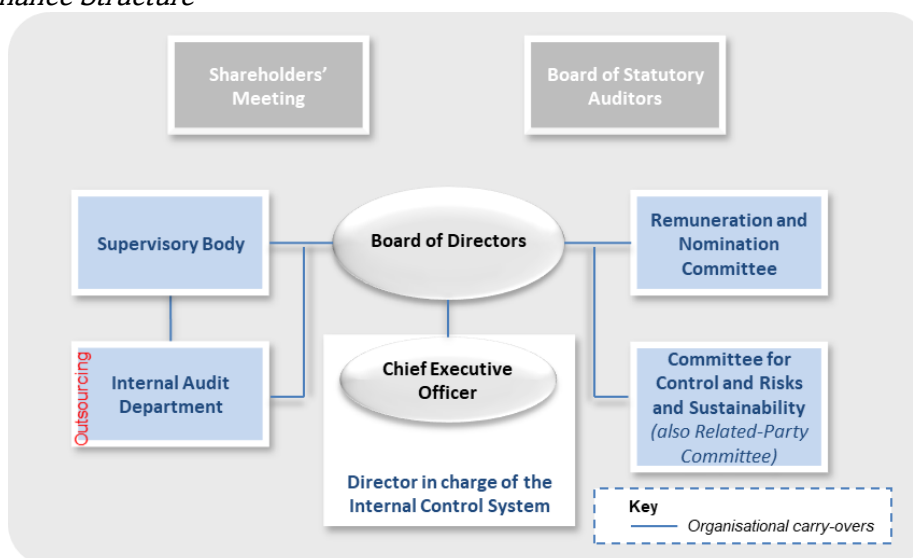 Shareholders’
Meeting
Board of Statutory
Auditors
Supervisory Body
Board of Directors
Remuneration and
Nomination
Committee
Outsourcing
Internal Audit
Department
Chief Executive
Officer
Director in charge of the
Internal Control System
Committee for
Control and Risks
and Sustainability
(also Related-Party
Committee)
Key
Organisational carry-overs